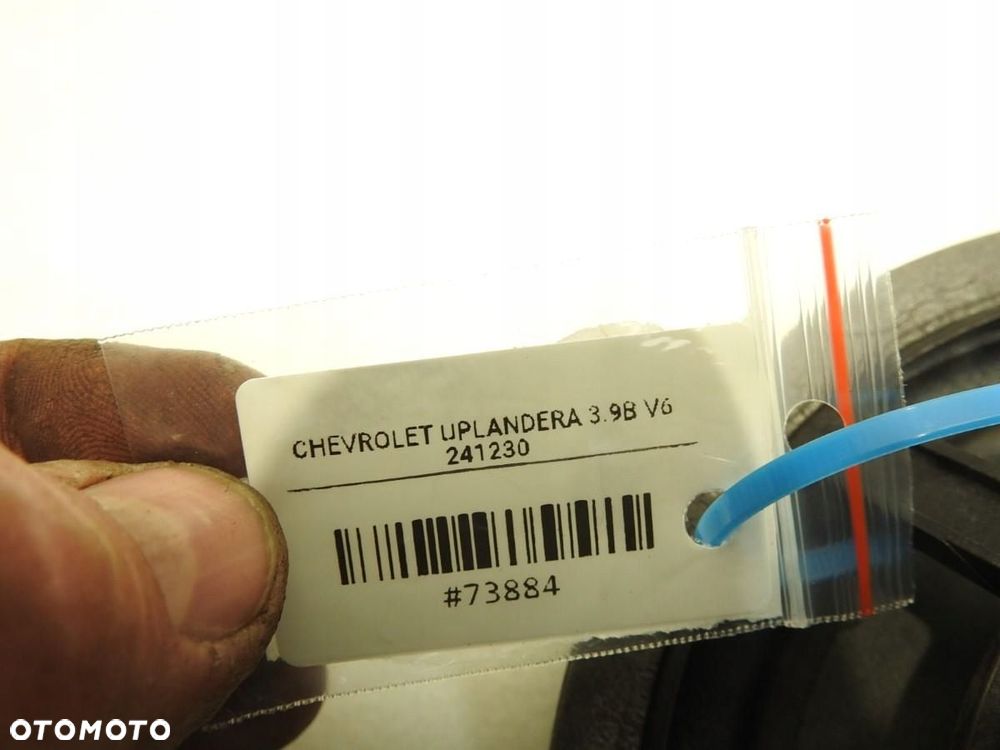 CHEVROLET UPLANDERA 3.9B V6
241230
#73884
OTOMOTO